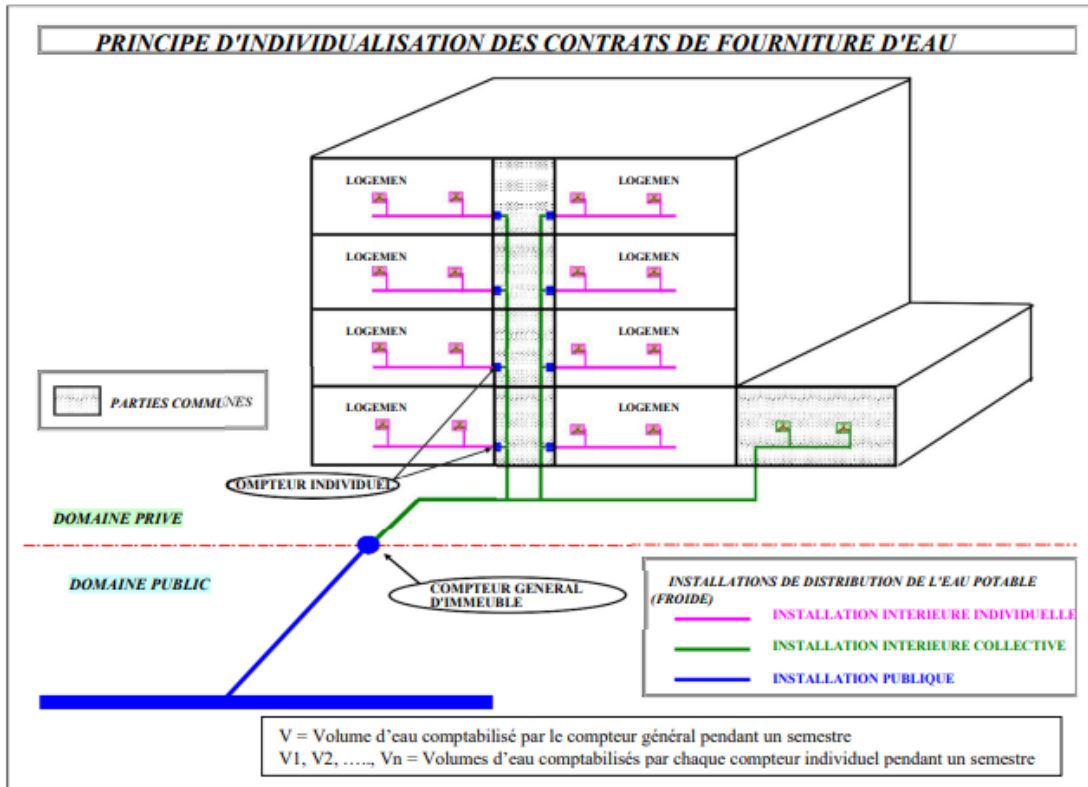 PRINCIPE D'INDIVIDUALISATION DES CONTRATS DE FOURNITURE D'EAU
LOGEMEN
LOGEMEN
LOGEMEN
LOGEMEN
LOGEMEN
LOGEMEN
PARTIES COMMUNES
LOGEMEN
LOGEMEN
COMPTEUR INDIVIDUEL
DOMAINE PRIVE
DOMAINE PUBLIC
COMPTEUR GENERAL
D'IMMEUBLE
INSTALLATIONS DE DISTRIBUTION DE L'EAU POTABLE
(FROIDE)
INSTALLATION INTERIEURE INDIVIDUELLE
INSTALLATION INTERIEURE COLLECTIVE
INSTALLATION PUBLIQUE
V = Volume d'eau comptabilisé par le compteur général pendant un semestre
V1, V2, ….., Vn = Volumes d'eau comptabilisés par chaque compteur individuel pendant un semestre